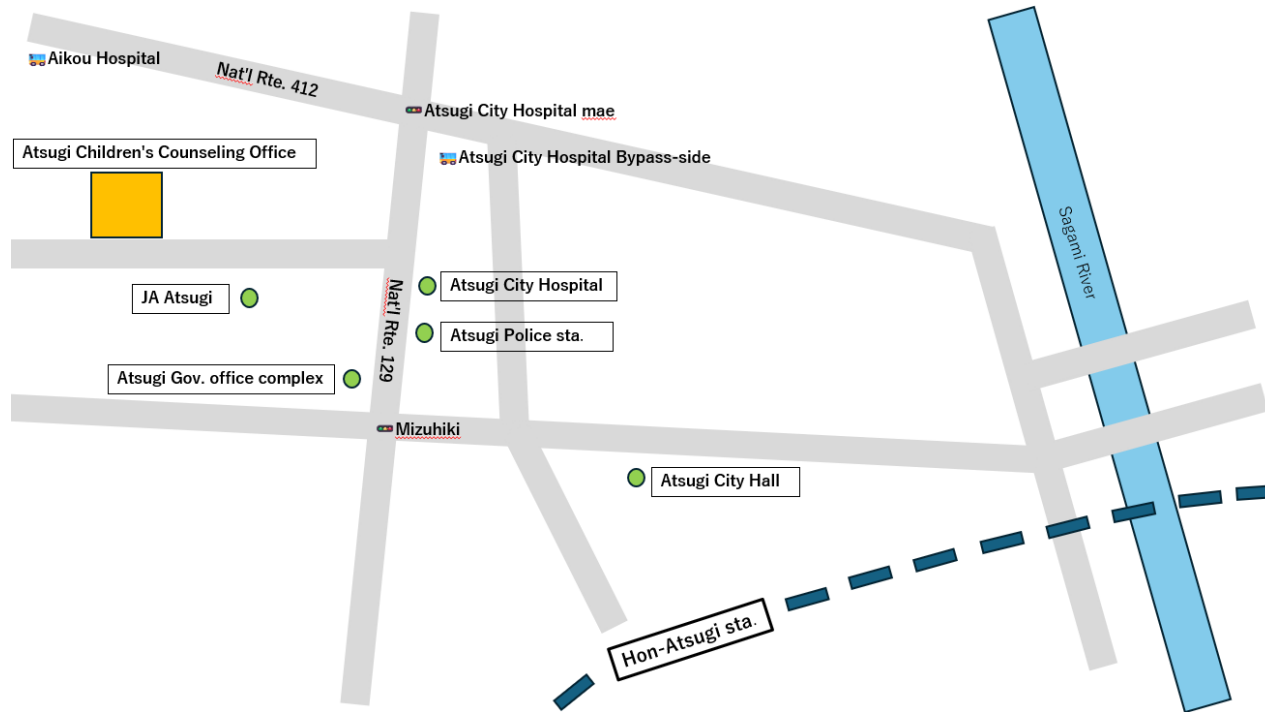 Aikou Hospital
Nat'l Rte. 412
Atsugi City Hospital mae
Atsugi Children's Counseling Office
Atsugi City Hospital Bypass-side
Sagami River
Nat'l Rte. 129
Atsugi City Hospital
JA Atsugi
Atsugi Police sta.
Atsugi Gov. office complex
Mizuhiki
Atsugi City Hall
Hon-Atsugi sta.